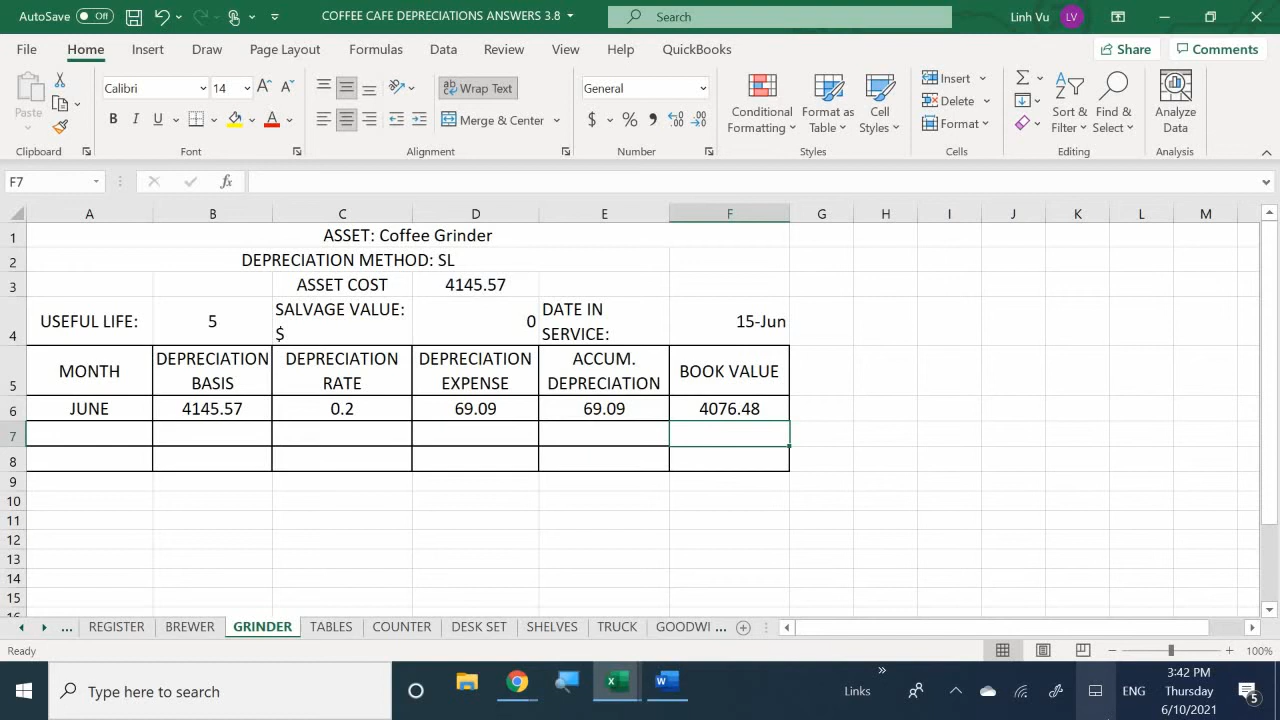 AutoSave Off COFFEE CAFE DEPRECIATIONS ANSWERS 3.8 Search Linh Vu LV
File Home Insert Draw Page Layout Formulas Data Review View Help QuickBooks Share Comments
Paste Calibri 14 A A ab Wrap Text General Conditional Formatting Format as Table Cell Styles Insert Delete Format Sort & Filter Find & Select Analyze Data
B I U A Merge & Center $ % 9
Clipboard Font Alignment Number Styles Cells Editing Analysis
F7 fx
A B C D E F G H I J K L M
1 ASSET: Coffee Grinder
2 DEPRECIATION METHOD: SL
3 ASSET COST 4145.57
4 USEFUL LIFE: 5 SALVAGE VALUE: $ 0 DATE IN SERVICE: 15-Jun
5 MONTH DEPRECIATION BASIS DEPRECIATION RATE DEPRECIATION EXPENSE ACCUM. DEPRECIATION BOOK VALUE
6 JUNE 4145.57 0.2 69.09 69.09 4076.48
7
8
9
10
11
12
13
14
15
... REGISTER BREWER GRINDER TABLES COUNTER DESK SET SHELVES TRUCK GOODWI ...
Ready 100%
Type here to search Links » ENG 3:42 PM
Thursday
6/10/2021 5